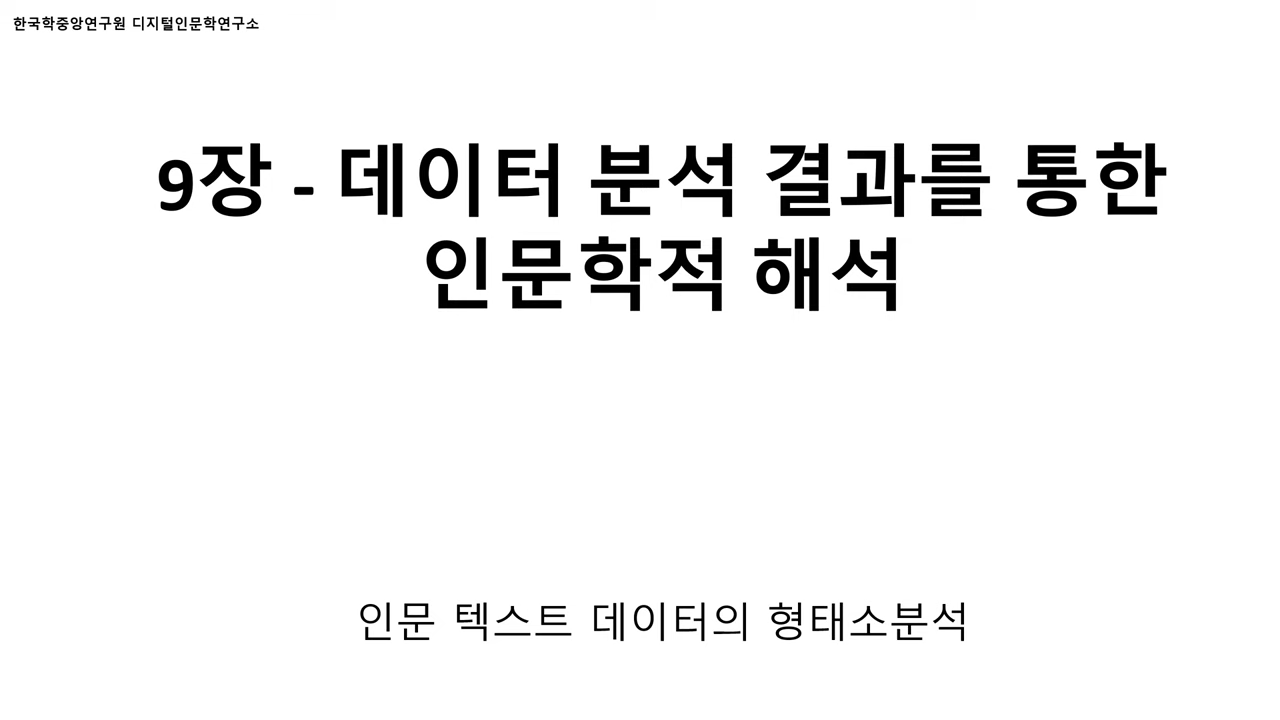 한국학중앙연구원 디지털인문학연구소
9장 - 데이터 분석 결과를 통한
인문학적 해석
인문 텍스트 데이터의 형태소분석